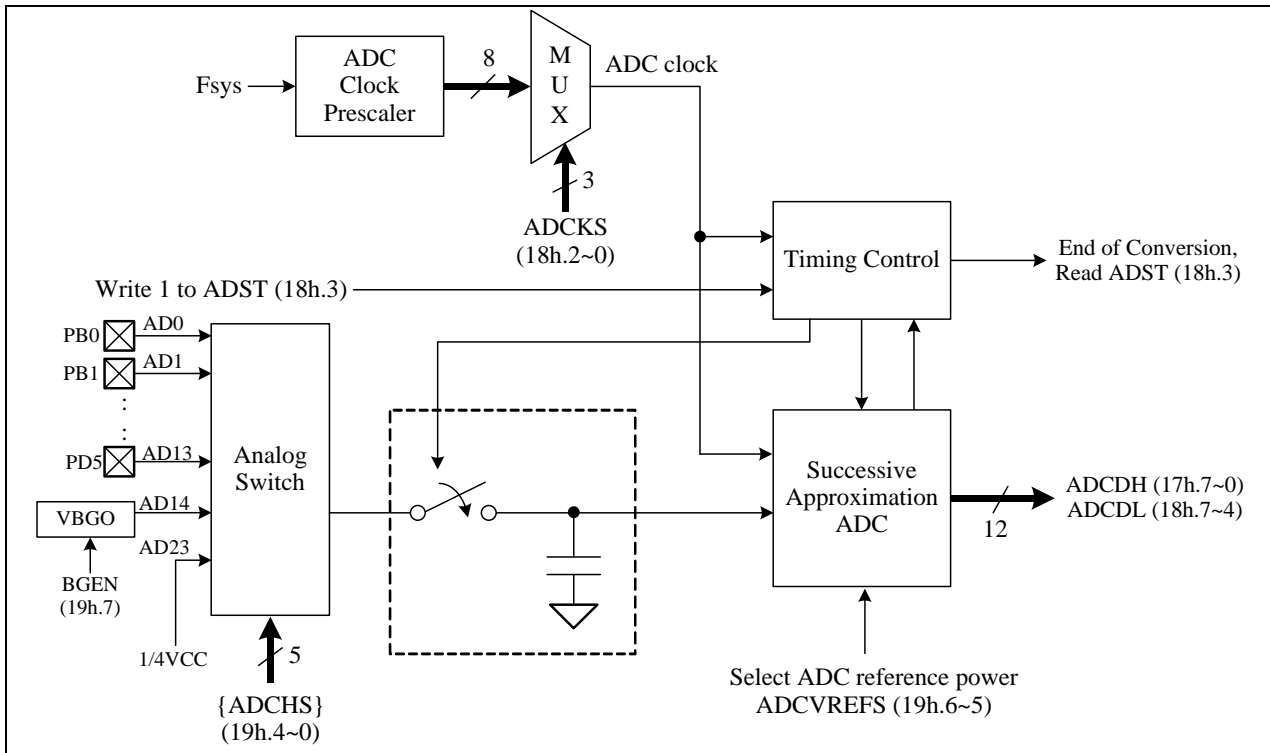 ADC
Clock
Prescaler
Fsys
8
M
U
X
ADC clock
3
ADCKS
(18h.2~0)
Timing Control
End of Conversion,
Read ADST (18h.3)
Write 1 to ADST (18h.3)
PB0
AD0
PB1
AD1
PD5
AD13
VBGO
AD14
AD23
BGEN
(19h.7)
1/4VCC
Analog
Switch
5
{ADCHS}
(19h.4~0)
Successive
Approximation
ADC
12
ADCDH (17h.7~0)
ADCDL (18h.7~4)
Select ADC reference power
ADCVREFS (19h.6~5)